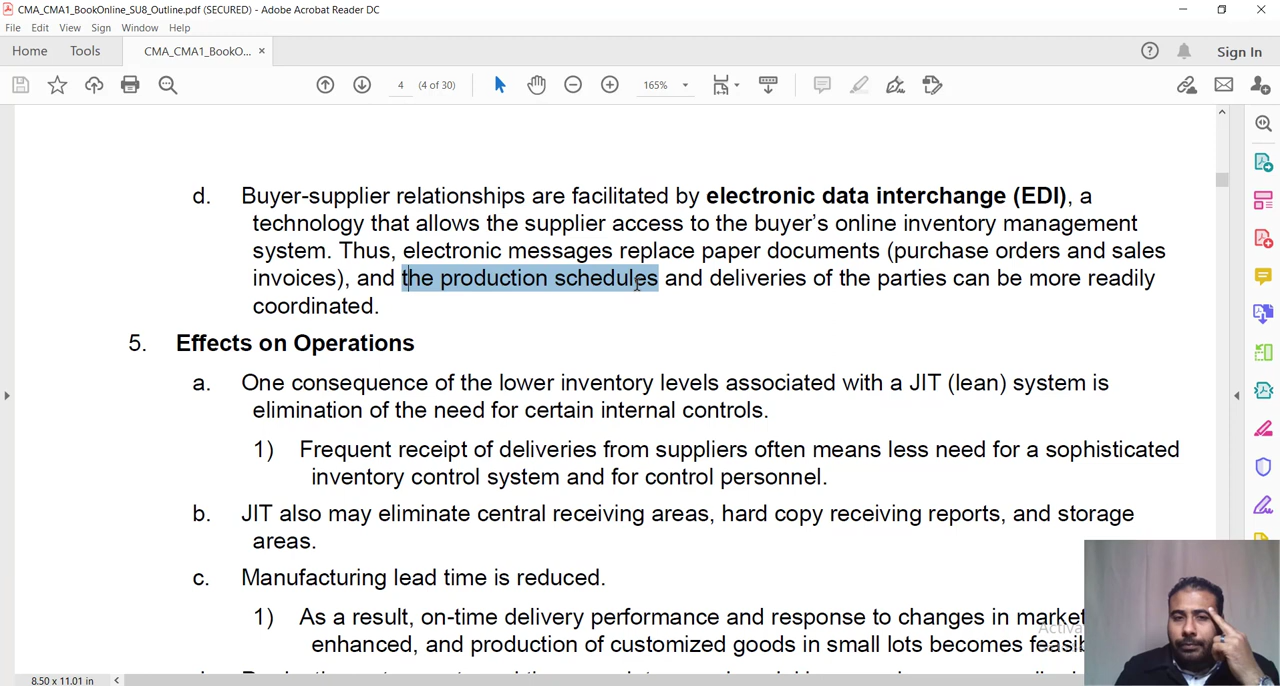 CMA_CMA1_BookOnline_SU8_Outline.pdf (SECURED) - Adobe Acrobat Reader DC
File Edit View Sign Window Help
Home Tools CMA_CMA1_BookO... × Sign In
4 (4 of 30) 165%
d. Buyer-supplier relationships are facilitated by electronic data interchange (EDI), a
technology that allows the supplier access to the buyer's online inventory management
system. Thus, electronic messages replace paper documents (purchase orders and sales
invoices), and the production schedules and deliveries of the parties can be more readily
coordinated.
5. Effects on Operations
a. One consequence of the lower inventory levels associated with a JIT (lean) system is
elimination of the need for certain internal controls.
1) Frequent receipt of deliveries from suppliers often means less need for a sophisticated
inventory control system and for control personnel.
b. JIT also may eliminate central receiving areas, hard copy receiving reports, and storage
areas.
c. Manufacturing lead time is reduced.
1) As a result, on-time delivery performance and response to changes in market
enhanced, and production of customized goods in small lots becomes
8.50 x 11.01 in